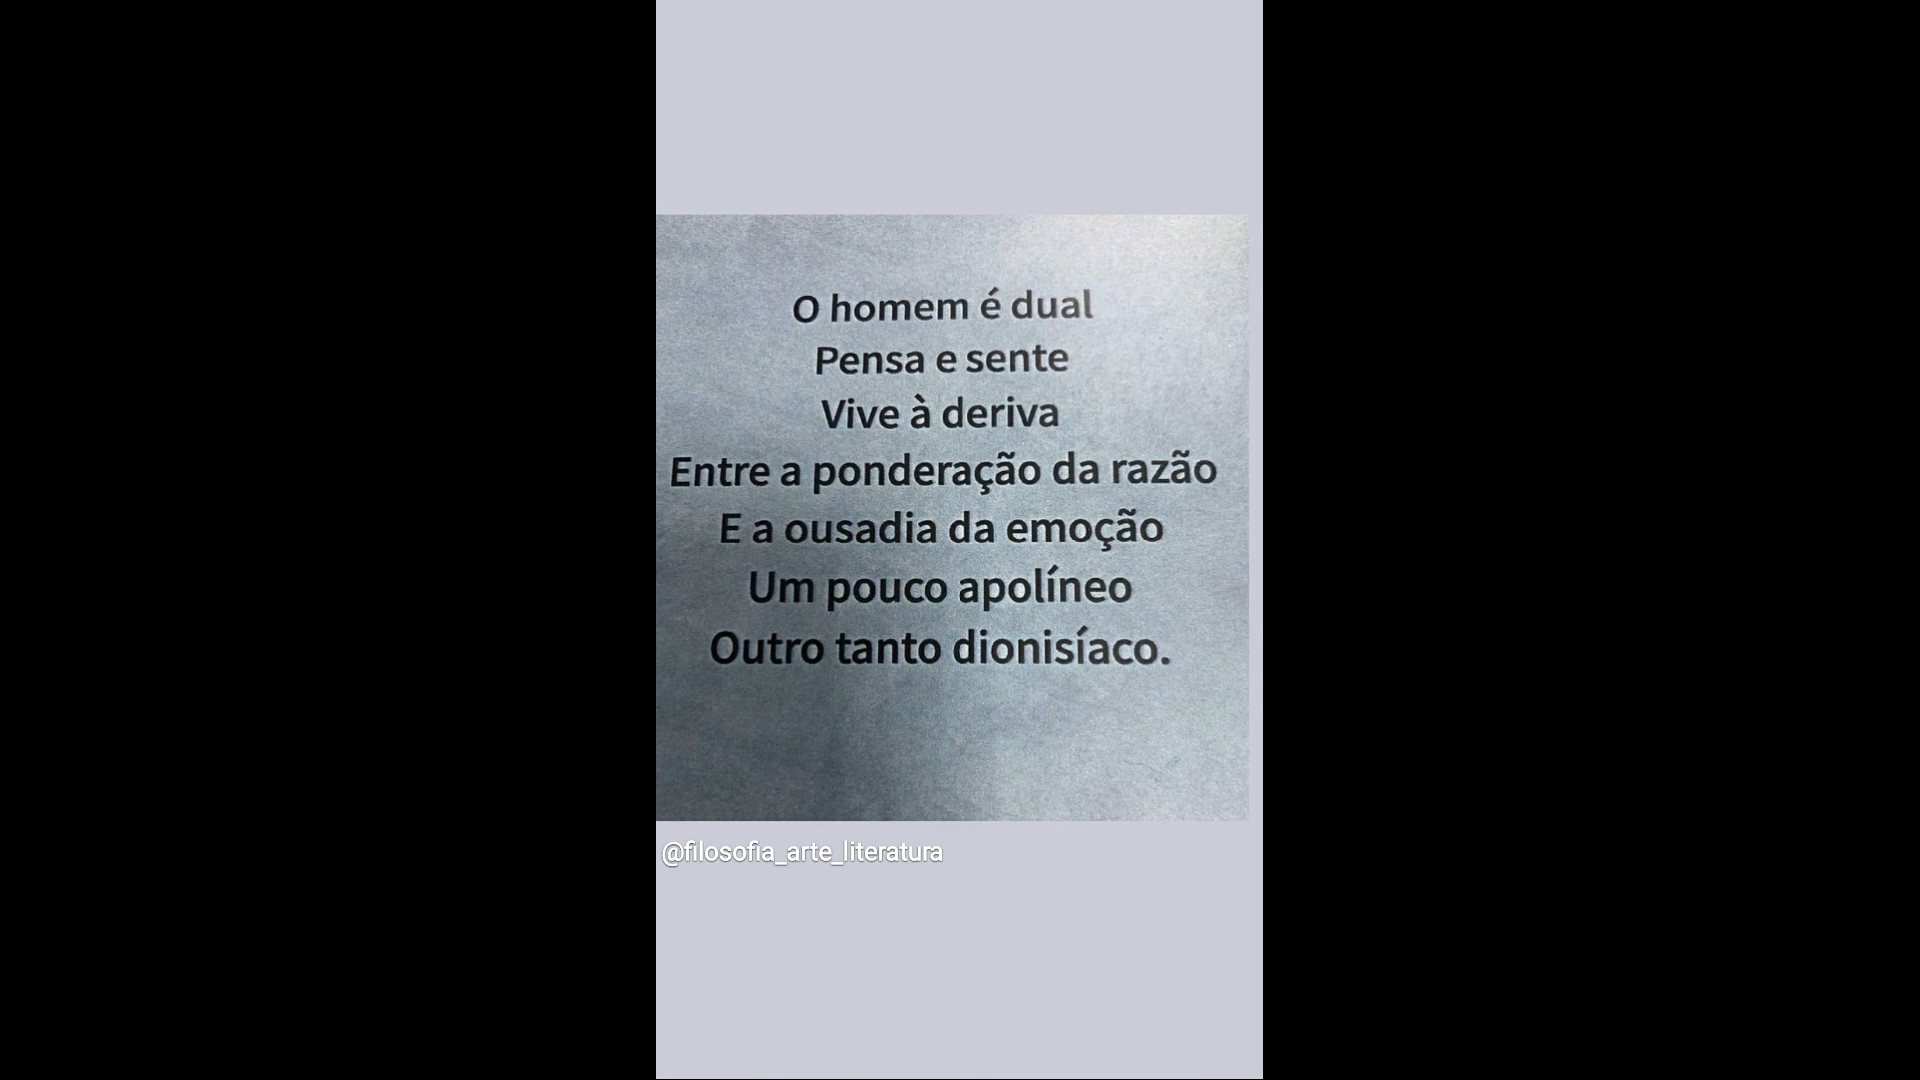 O homem é dual
Pensa e sente
Vive à deriva
Entre a ponderação da razão
E a ousadia da emoção
Um pouco apolíneo
Outro tanto dionisíaco.
@filosofia_arte_literatura